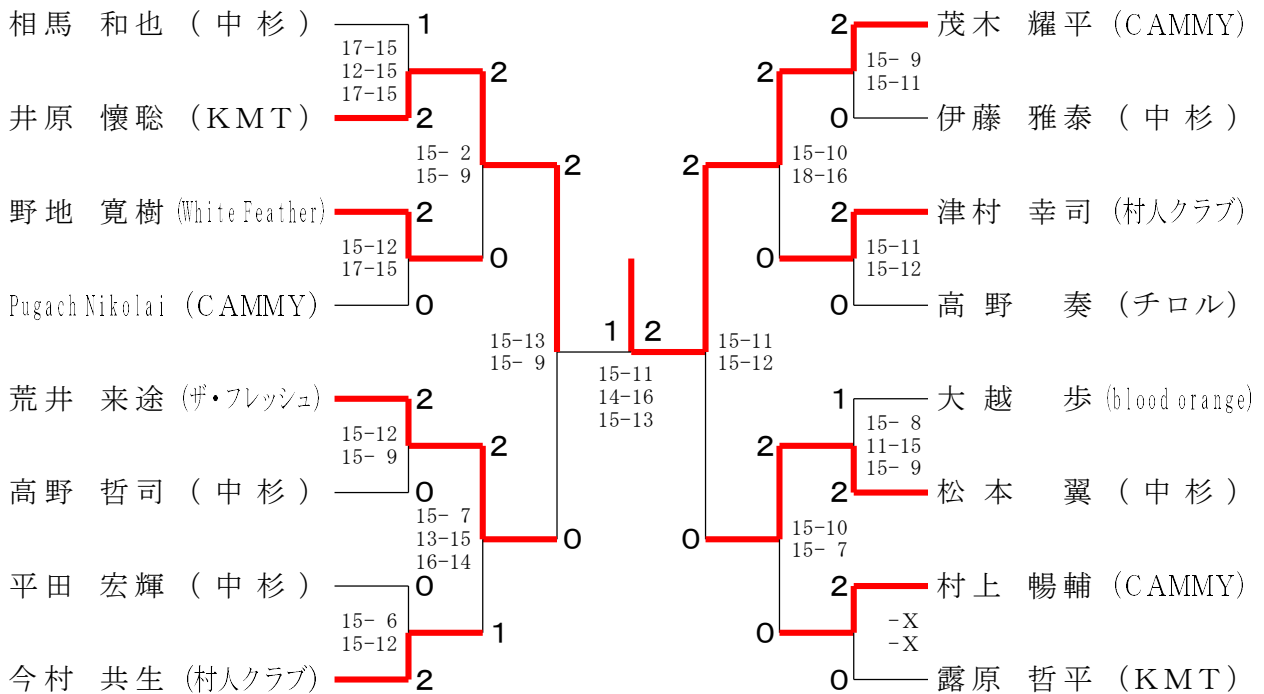 相馬 和也 (中杉)
1
17-15
12-15
17-15
2
井原 懐聡 (KMT)
2
15- 2
15- 9
2
野地 寛樹 (White Feather)
2
15-12
17-15
0
Pugach Nikolai (CAMMY)
0
15-13
15- 9
荒井 来途 (ザ・フレッシュ)
2
15-12
15- 9
2
高野 哲司 (中杉)
0
15- 7
13-15
16-14
0
平田 宏輝 (中杉)
0
15- 6
15-12
1
今村 共生 (村人クラブ)
2
1 2
15-11
14-16
15-13
2 茂木 耀平 (CAMMY)
2
15- 9
15-11
0 伊藤 雅泰 (中杉)
2
15-10
18-16
2 津村 幸司 (村人クラブ)
0
15-11
15-12
0 高野 奏 (チロル)
15-11
15-12
1 大越 歩 (blood orange)
2
15- 8
11-15
15- 9
2 松本 翼 (中杉)
0
15-10
15- 7
2 村上 暢輔 (CAMMY)
0
-X
-X
0 露原 哲平 (KMT)